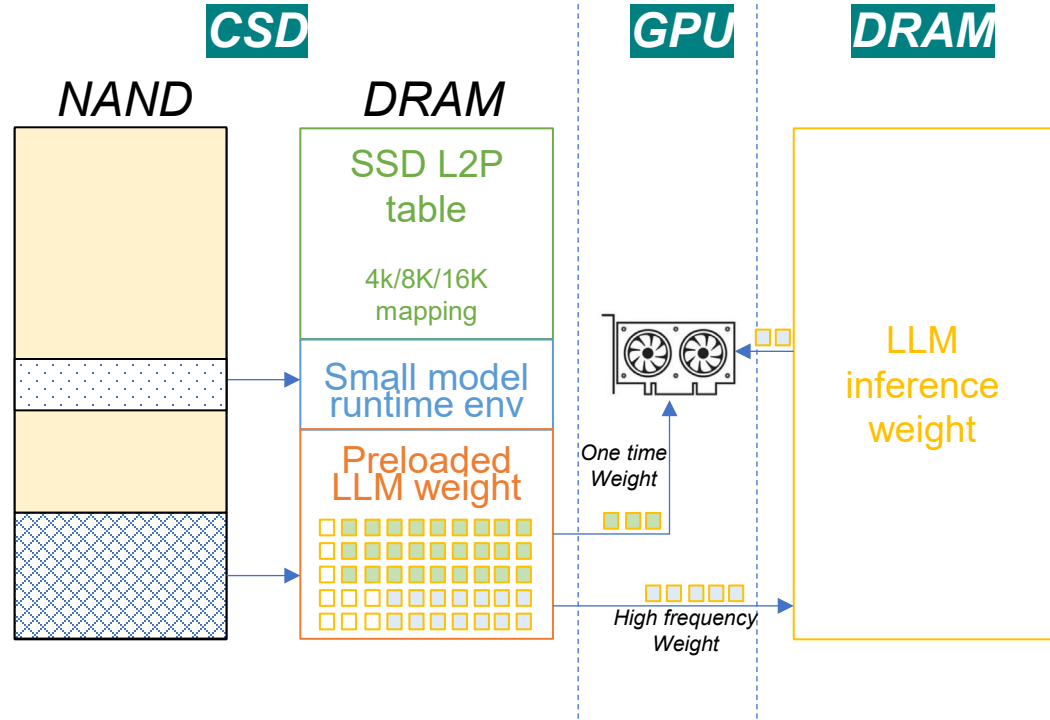 CSD
GPU
DRAM
NAND
DRAM
SSD L2P
table
4k/8K/16K
mapping
Small model
runtime env
Preloaded
LLM weight
One time
Weight
High frequency
Weight
LLM
inference
weight